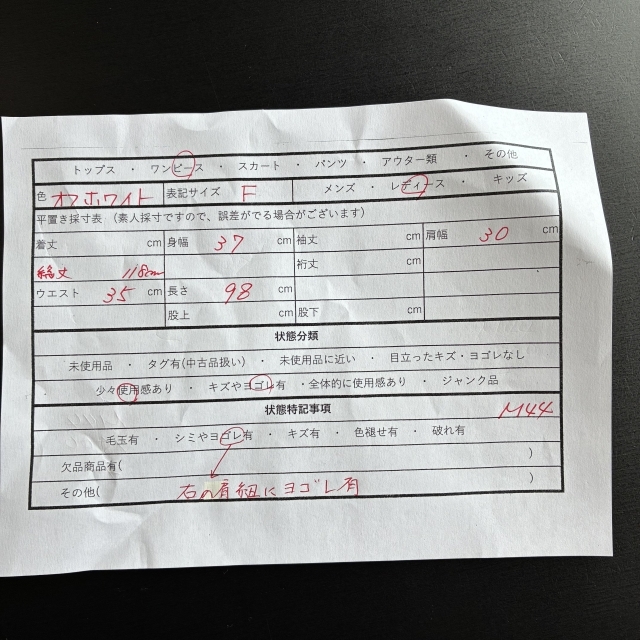 トップス ・ ワンピース ・ スカート ・ パンツ ・ アウター類 ・ その他
色 オフホワイト 表記サイズ F メンズ ・ レディース ・ キッズ
平置き採寸表 (素人採寸ですので、誤差がでる場合がございます)
着丈 cm 身幅 37 cm 袖丈 cm 肩幅 30 cm
総丈 118cm 裄丈 cm
ウエスト 35 cm 長さ 98 cm cm
股上 cm 股下 cm
状態分類
未使用品 ・ タグ有(中古品扱い) ・ 未使用品に近い ・ 目立ったキズ・ヨゴレなし
少々使用感あり ・ キズやヨゴレ有 ・全体的に使用感あり ・ ジャンク品
状態特記事項 M44
毛玉有 ・ シミやヨゴレ有 ・ キズ有 ・ 色褪せ有 ・ 破れ有
欠品商品有( )
その他( 右の肩紐にヨゴレ有 )